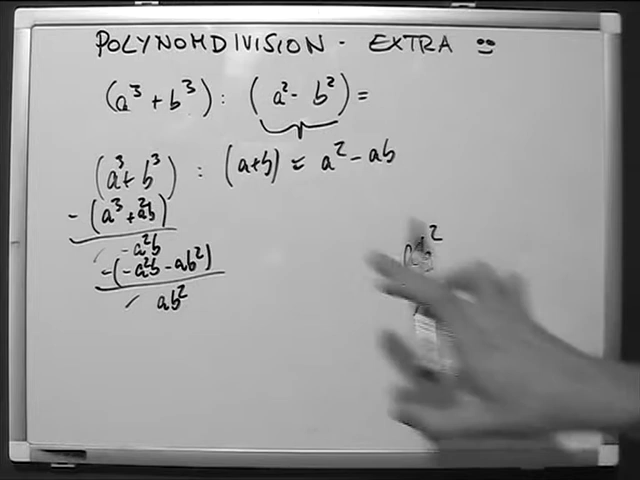 POLYNOMDIVISION - EXTRA
(a³ + b³) : (a² - b²) =
(a³ + b³) : (a+b) = a² - ab
- (a³ + a²b)
- a²b
-(-a²b - ab²)
ab²